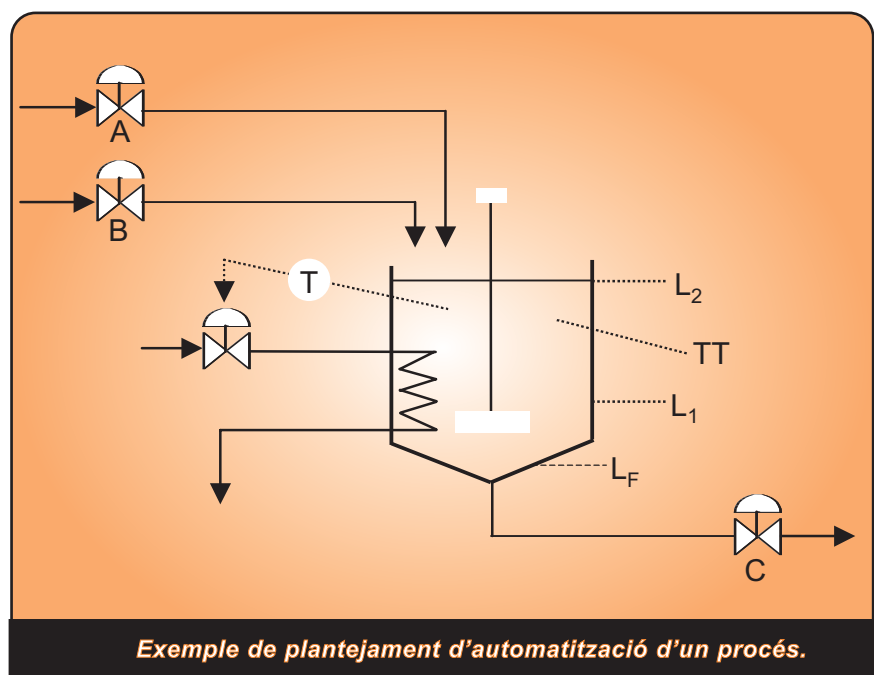 A
B
T
L2
TT
L1
LF
C
Exemple de plantejament d'automatització d'un procés.